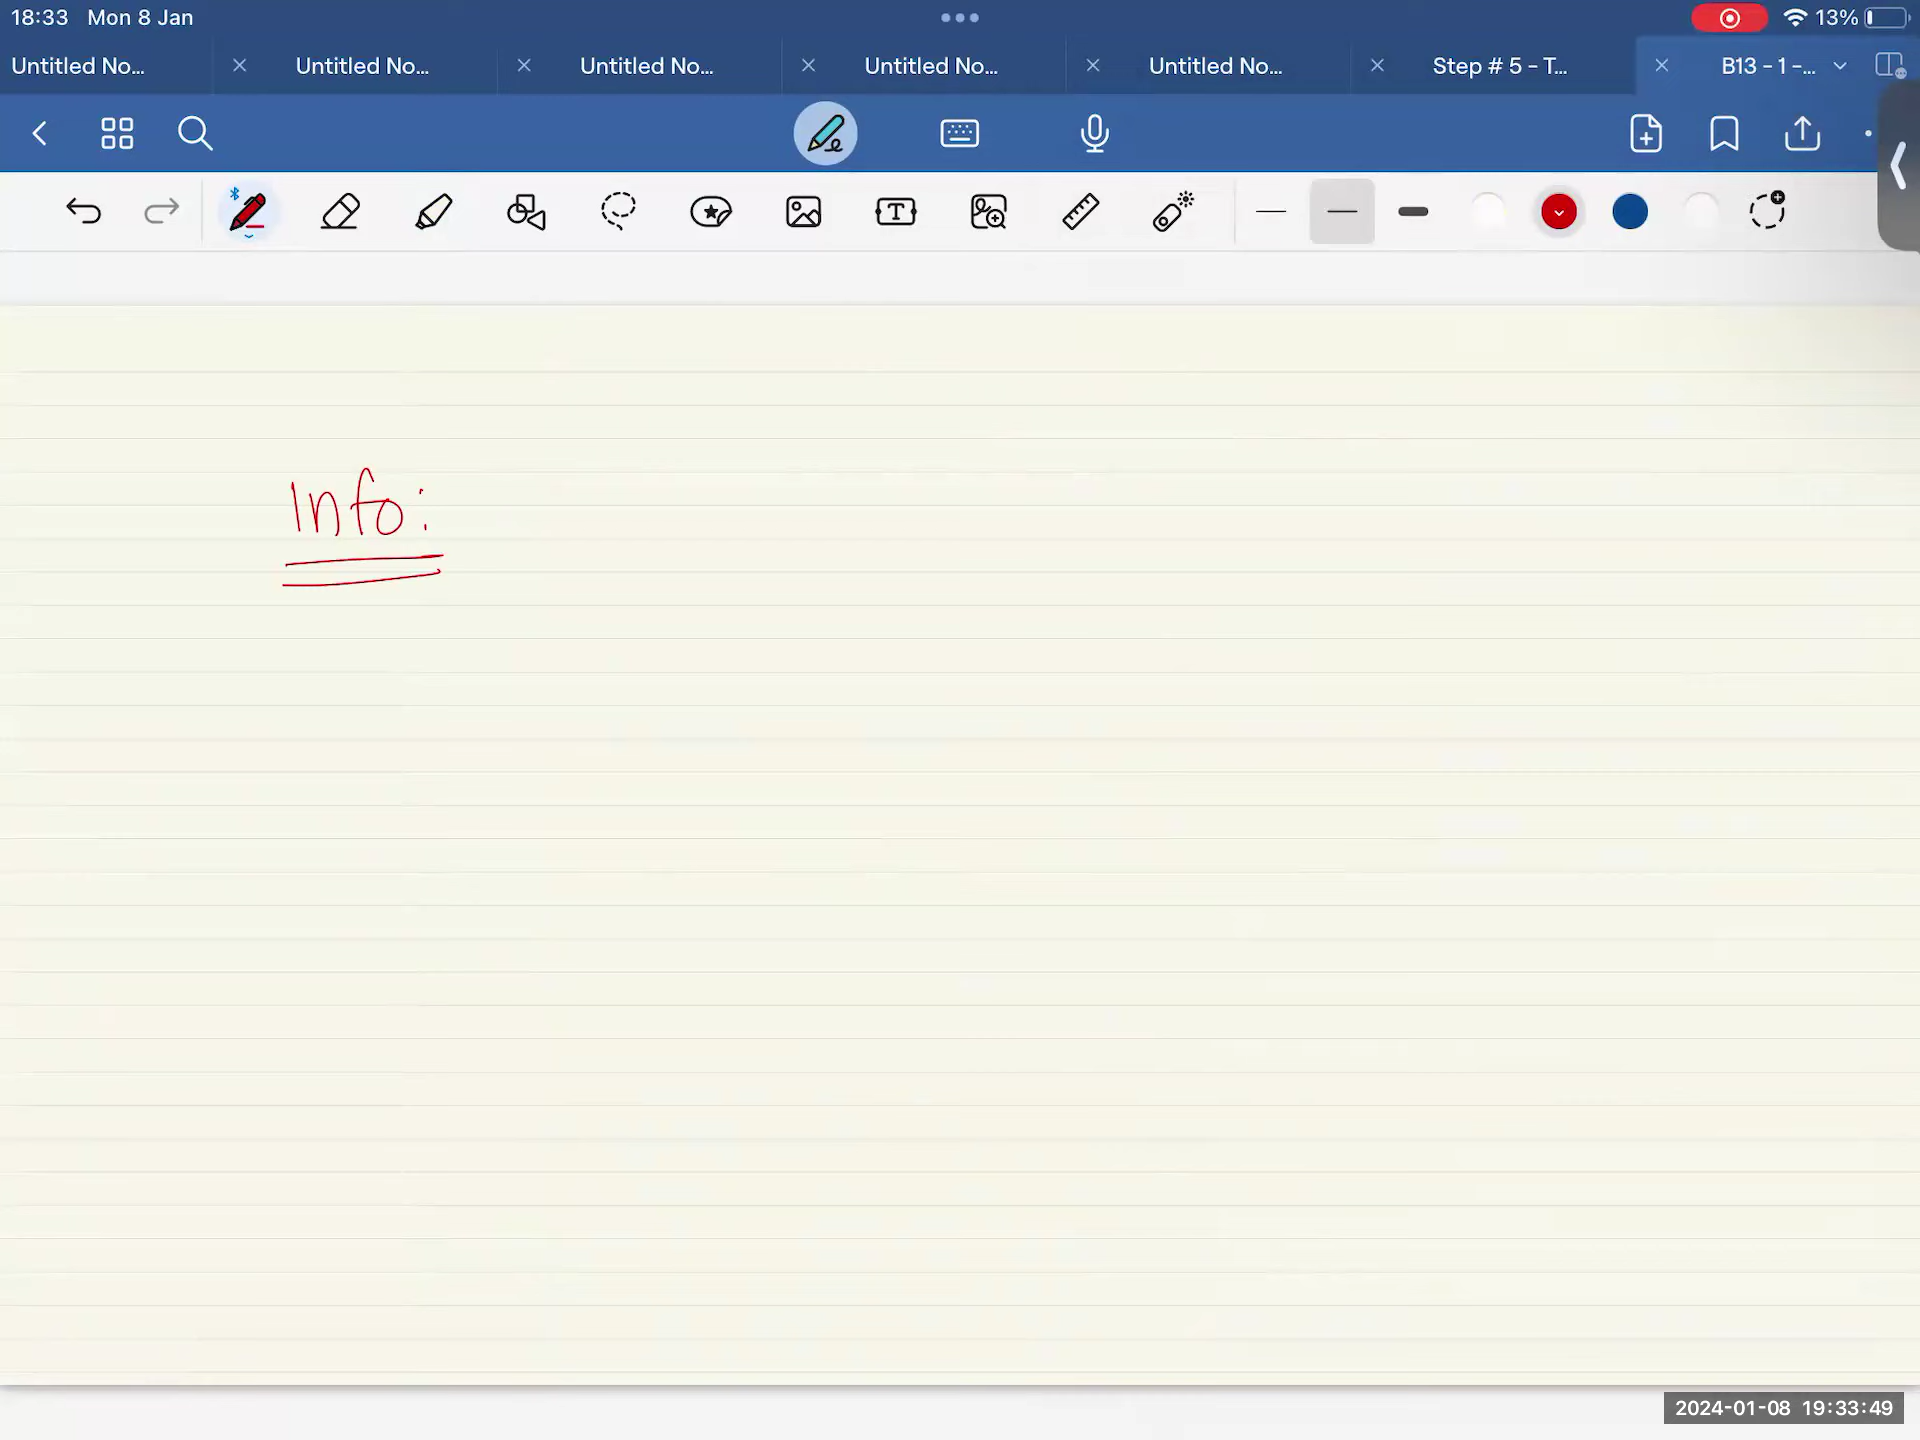 18:33 Mon 8 Jan
13%
Untitled No...
Untitled No...
Untitled No...
Untitled No...
Untitled No...
Step # 5 - T...
B13 - 1 -...
Info:
2024-01-08 19:33:49